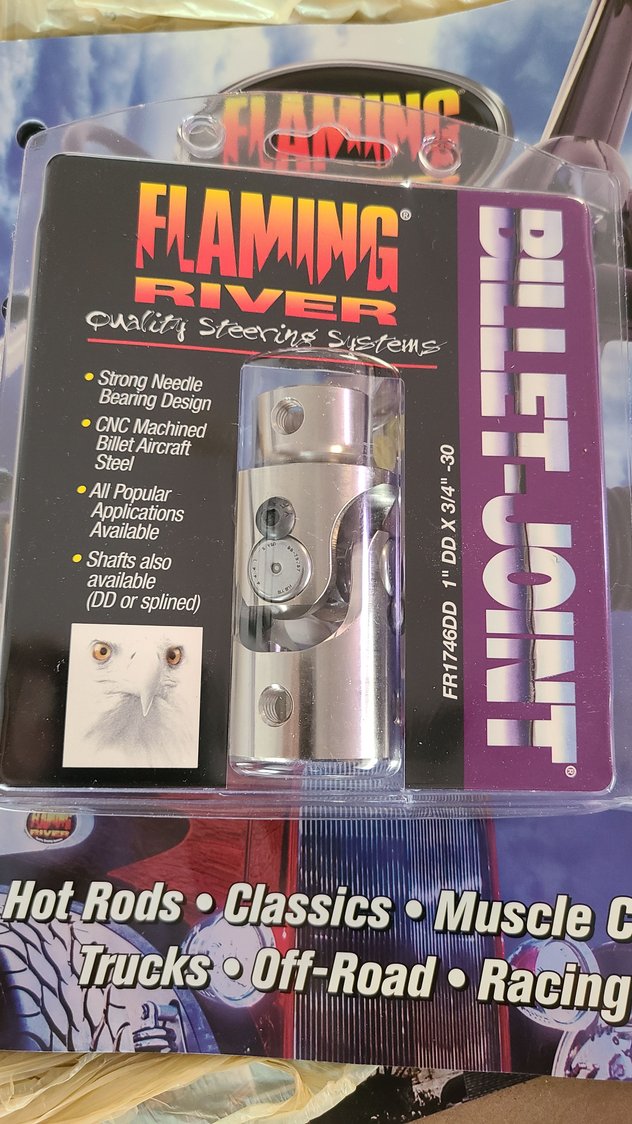 FLAMING
FLAMING®
RIVER
Quality Steering Systems
• Strong Needle
Bearing Design
• CNC Machined
Billet Aircraft
Steel
• All Popular
Applications
Available
• Shafts also
available
(DD or splined)
FR1746DD 1" DD X 3/4" -30
BILLET-JOINT®
FLAMING
RIVER
Hot Rods • Classics • Muscle C
Trucks • Off-Road • Racing